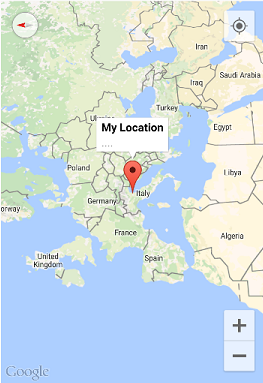 Iran
Iraq
Saudi Arabia
Ukraine
Turkey
Egypt
My Location
....
Poland
Libya
Italy
orway
Germany
Algeria
France
United
Kingdom
Spain
+
−
Google